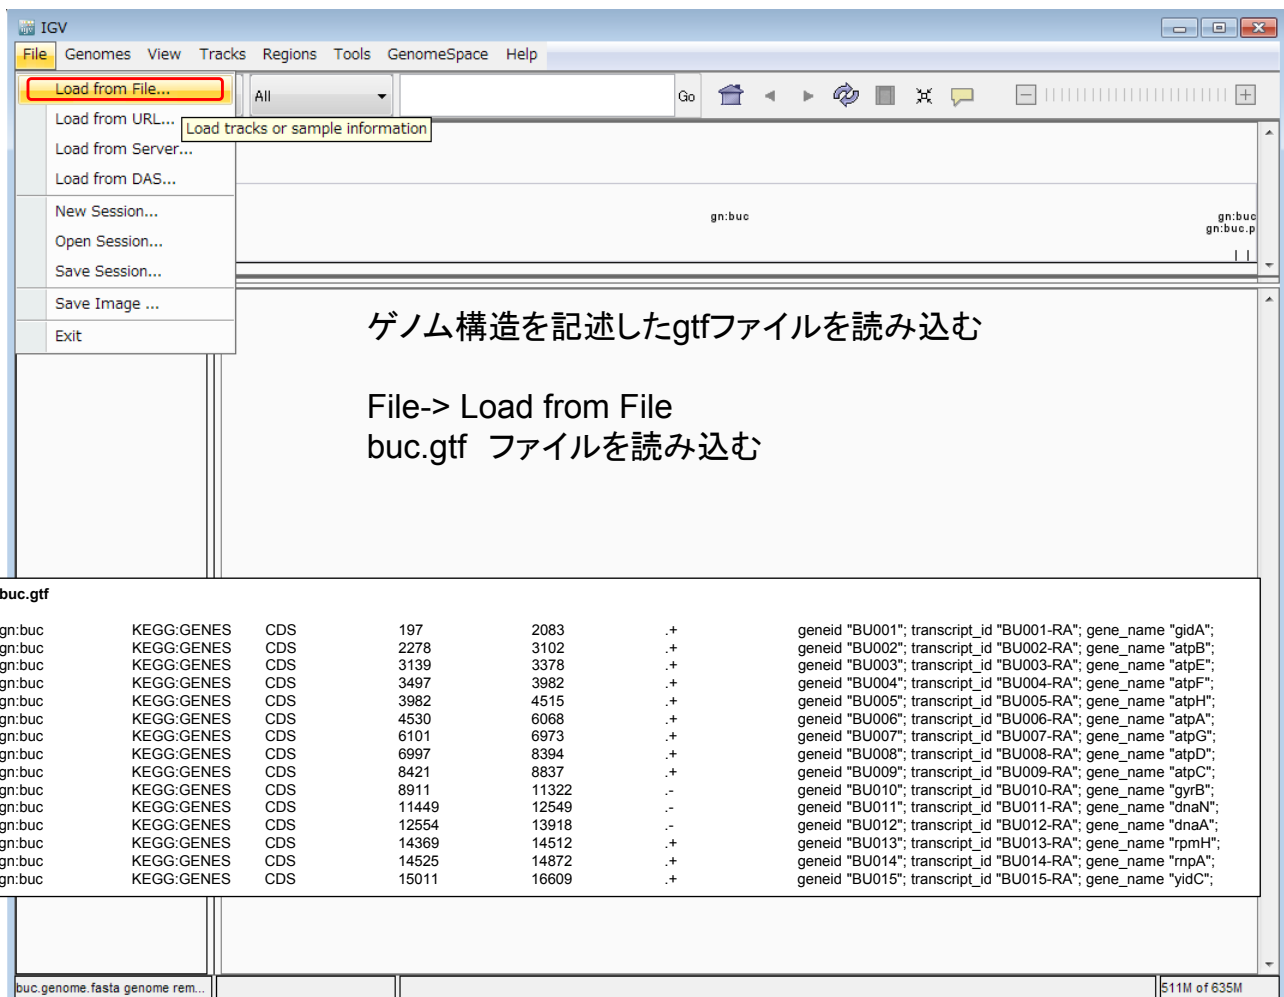 IGV
File Genomes View Tracks Regions Tools GenomeSpace Help
Load from File...
All
Go
Load from URL...
Load tracks or sample information
Load from Server...
Load from DAS...
New Session...
gn:buc
gn:buc
gn:buc.p
Open Session...
Save Session...
Save Image ...
Exit
ゲノム構造を記述したgtfファイルを読み込む
File-> Load from File
buc.gtf ファイルを読み込む
buc.gtf
gn:buc KEGG:GENES CDS 197 2083 .+ geneid "BU001"; transcript_id "BU001-RA"; gene_name "gidA";
gn:buc KEGG:GENES CDS 2278 3102 .+ geneid "BU002"; transcript_id "BU002-RA"; gene_name "atpB";
gn:buc KEGG:GENES CDS 3139 3378 .+ geneid "BU003"; transcript_id "BU003-RA"; gene_name "atpE";
gn:buc KEGG:GENES CDS 3497 3982 .+ geneid "BU004"; transcript_id "BU004-RA"; gene_name "atpF";
gn:buc KEGG:GENES CDS 3982 4515 .+ geneid "BU005"; transcript_id "BU005-RA"; gene_name "atpH";
gn:buc KEGG:GENES CDS 4530 6068 .+ geneid "BU006"; transcript_id "BU006-RA"; gene_name "atpA";
gn:buc KEGG:GENES CDS 6101 6973 .+ geneid "BU007"; transcript_id "BU007-RA"; gene_name "atpG";
gn:buc KEGG:GENES CDS 6997 8394 .+ geneid "BU008"; transcript_id "BU008-RA"; gene_name "atpD";
gn:buc KEGG:GENES CDS 8421 8837 .+ geneid "BU009"; transcript_id "BU009-RA"; gene_name "atpC";
gn:buc KEGG:GENES CDS 8911 11322 .- geneid "BU010"; transcript_id "BU010-RA"; gene_name "gyrB";
gn:buc KEGG:GENES CDS 11449 12549 .- geneid "BU011"; transcript_id "BU011-RA"; gene_name "dnaN";
gn:buc KEGG:GENES CDS 12554 13918 .- geneid "BU012"; transcript_id "BU012-RA"; gene_name "dnaA";
gn:buc KEGG:GENES CDS 14369 14512 .+ geneid "BU013"; transcript_id "BU013-RA"; gene_name "rpmH";
gn:buc KEGG:GENES CDS 14525 14872 .+ geneid "BU014"; transcript_id "BU014-RA"; gene_name "rnpA";
gn:buc KEGG:GENES CDS 15011 16609 .+ geneid "BU015"; transcript_id "BU015-RA"; gene_name "yidC";
buc.genome.fasta genome rem...
511M of 635M